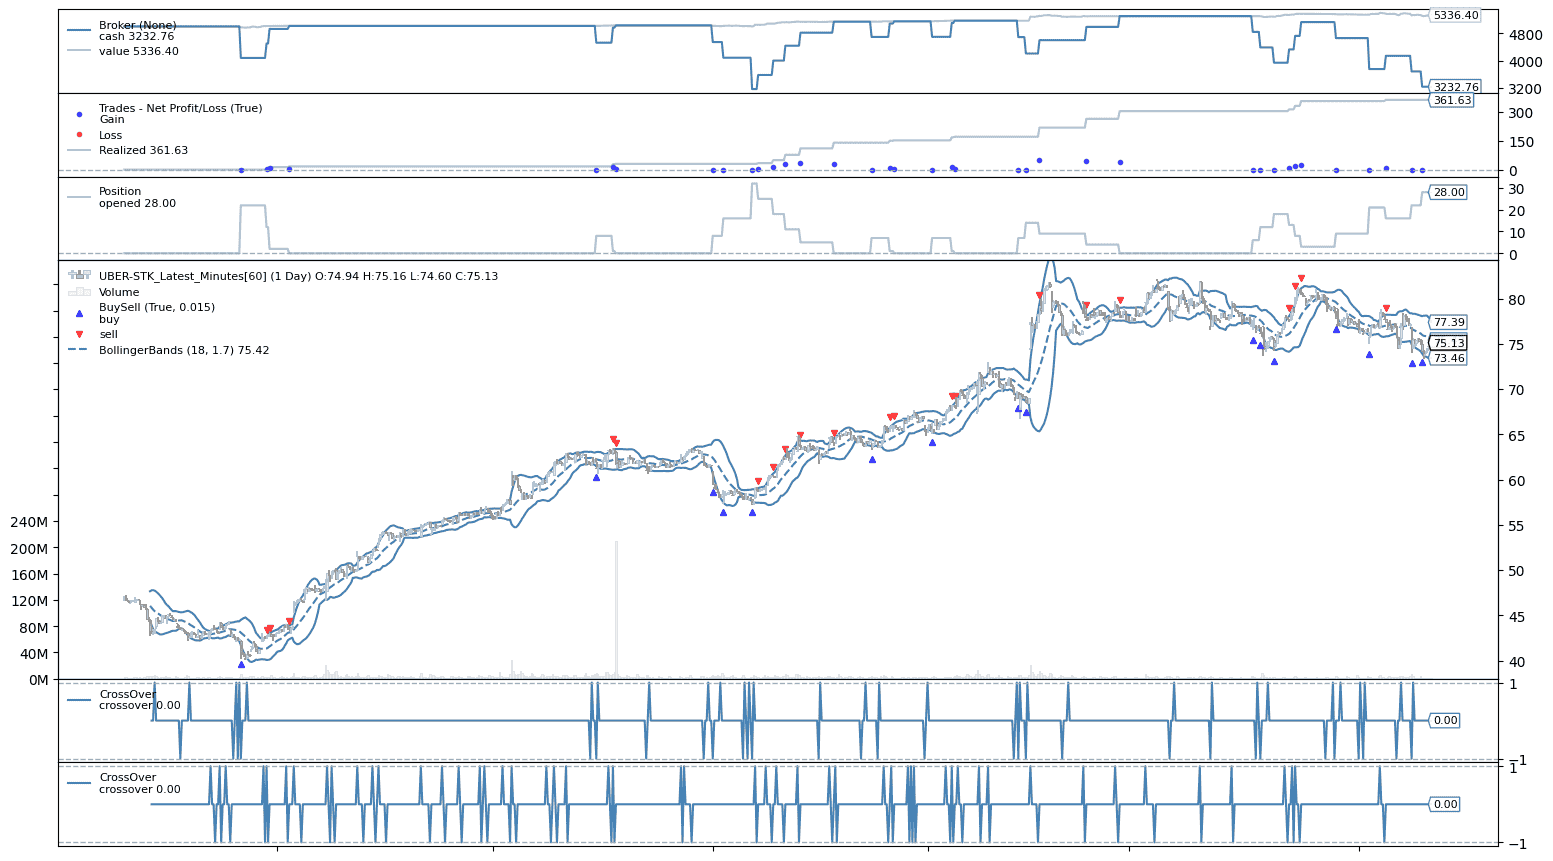 Broker (None)
cash 3232.76
value 5336.40
5336.40
4800
4000
3200
3232.76
Trades - Net Profit/Loss (True)
Gain
Loss
Realized 361.63
361.63
300
150
0
Position
opened 28.00
30
28.00
20
10
0
UBER-STK_Latest_Minutes[60] (1 Day) O:74.94 H:75.16 L:74.60 C:75.13
Volume
BuySell (True, 0.015)
buy
sell
BollingerBands (18, 1.7) 75.42
80
77.39
75
75.13
73.46
70
65
60
55
50
45
40
240M
200M
160M
120M
80M
40M
0M
CrossOver
crossover 0.00
1
0.00
−1
CrossOver
crossover 0.00
1
0.00
−1